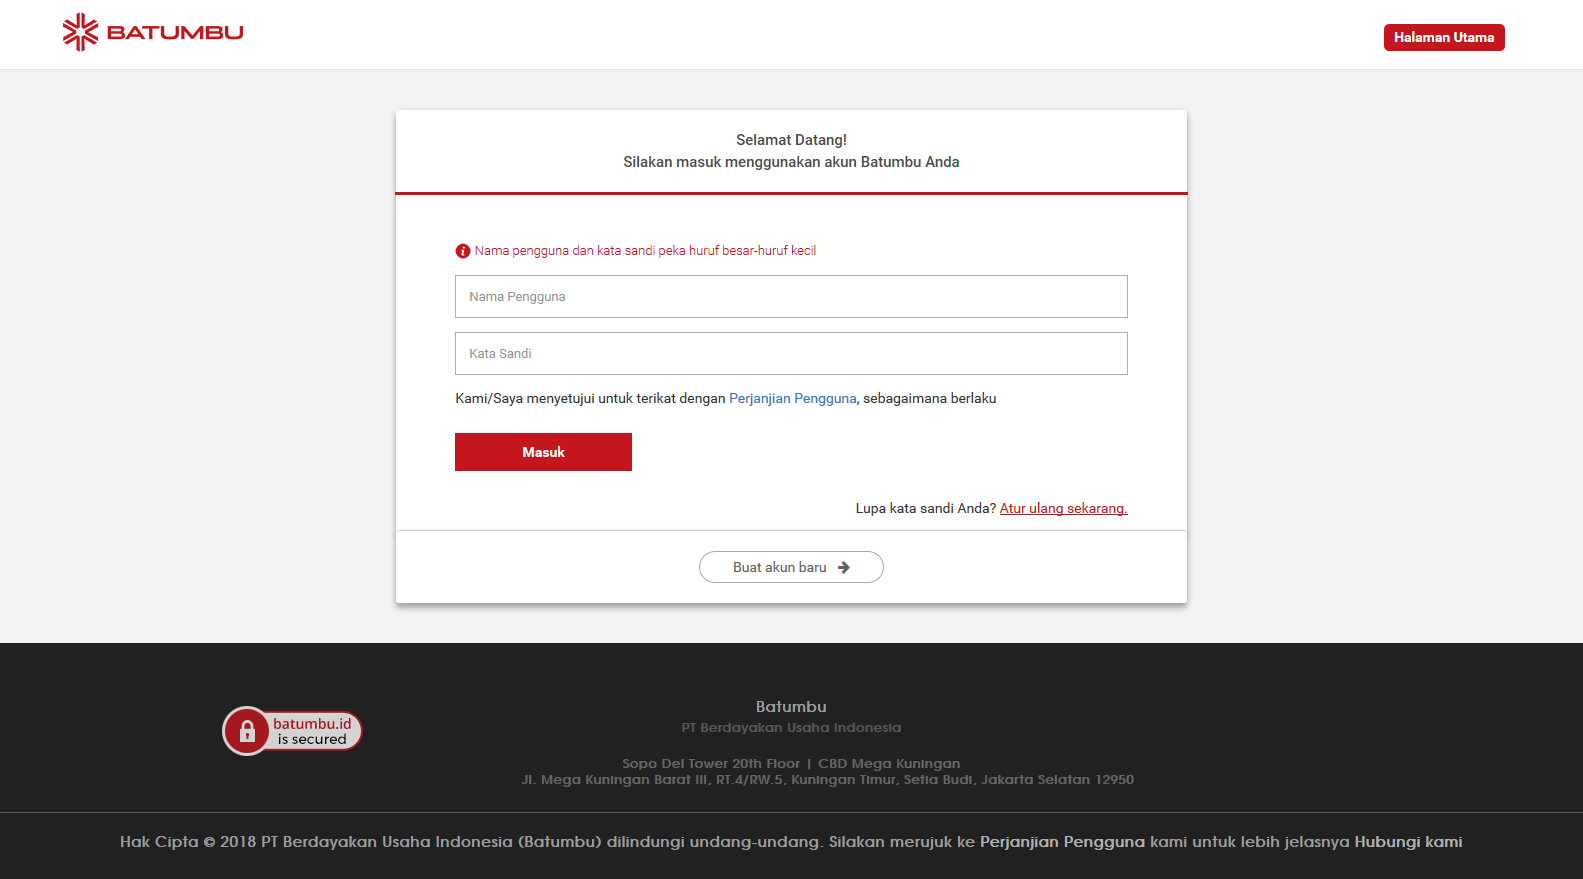 BATUMBU
Halaman Utama
Selamat Datang!
Silakan masuk menggunakan akun Batumbu Anda
Nama pengguna dan kata sandi peka huruf besar-huruf kecil
Nama Pengguna
Kata Sandi
Kami/Saya menyetujui untuk terikat dengan Perjanjian Pengguna, sebagaimana berlaku
Masuk
Lupa kata sandi Anda? Atur ulang sekarang.
Buat akun baru
batumbu.id
is secured
Batumbu
PT Berdayakan Usaha Indonesia
Sopo Del Tower 20th Floor | CBD Mega Kuningan
Jl. Mega Kuningan Barat III, RT.4/RW.5, Kuningan Timur, Setia Budi, Jakarta Selatan 12950
Hak Cipta © 2018 PT Berdayakan Usaha Indonesia (Batumbu) dilindungi undang-undang. Silakan merujuk ke Perjanjian Pengguna kami untuk lebih jelasnya Hubungi kami